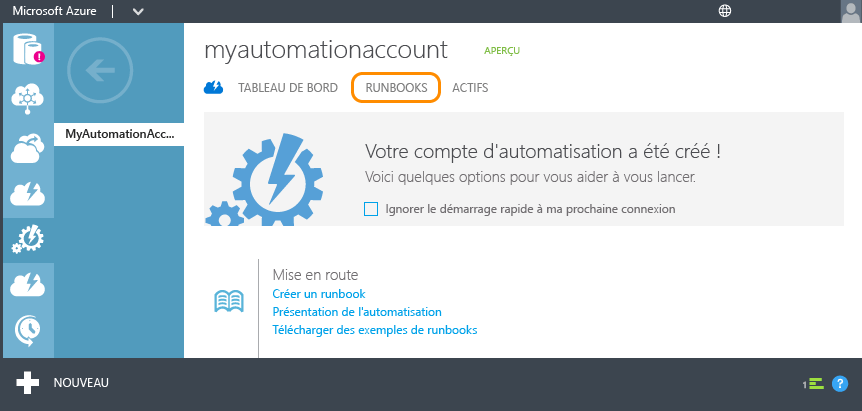 Microsoft Azure
myautomationaccount APERÇU
TABLEAU DE BORD RUNBOOKS ACTIFS
MyAutomationAcc...
Votre compte d'automatisation a été créé !
Voici quelques options pour vous aider à vous lancer.
Ignorer le démarrage rapide à ma prochaine connexion
Mise en route
Créer un runbook
Présentation de l'automatisation
Télécharger des exemples de runbooks
NOUVEAU
1
?